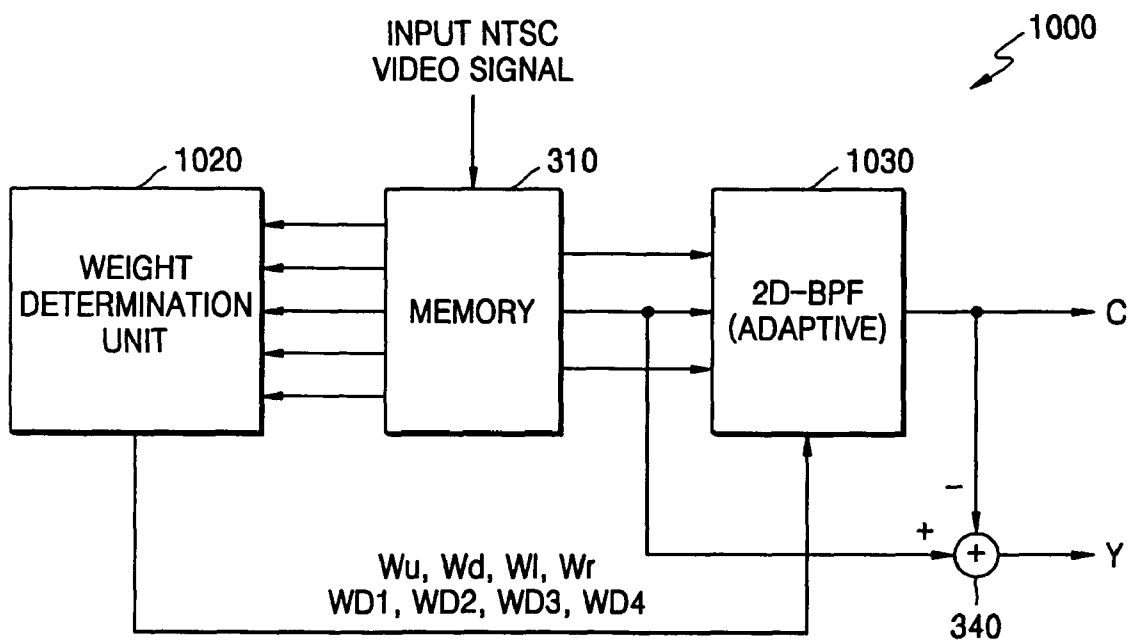 INPUT NTSC
VIDEO SIGNAL
1000
1020
310
1030
WEIGHT
DETERMINATION
UNIT
MEMORY
2D-BPF
(ADAPTIVE)
C
−
+
+
Y
Wu, Wd, Wl, Wr
WD1, WD2, WD3, WD4
340